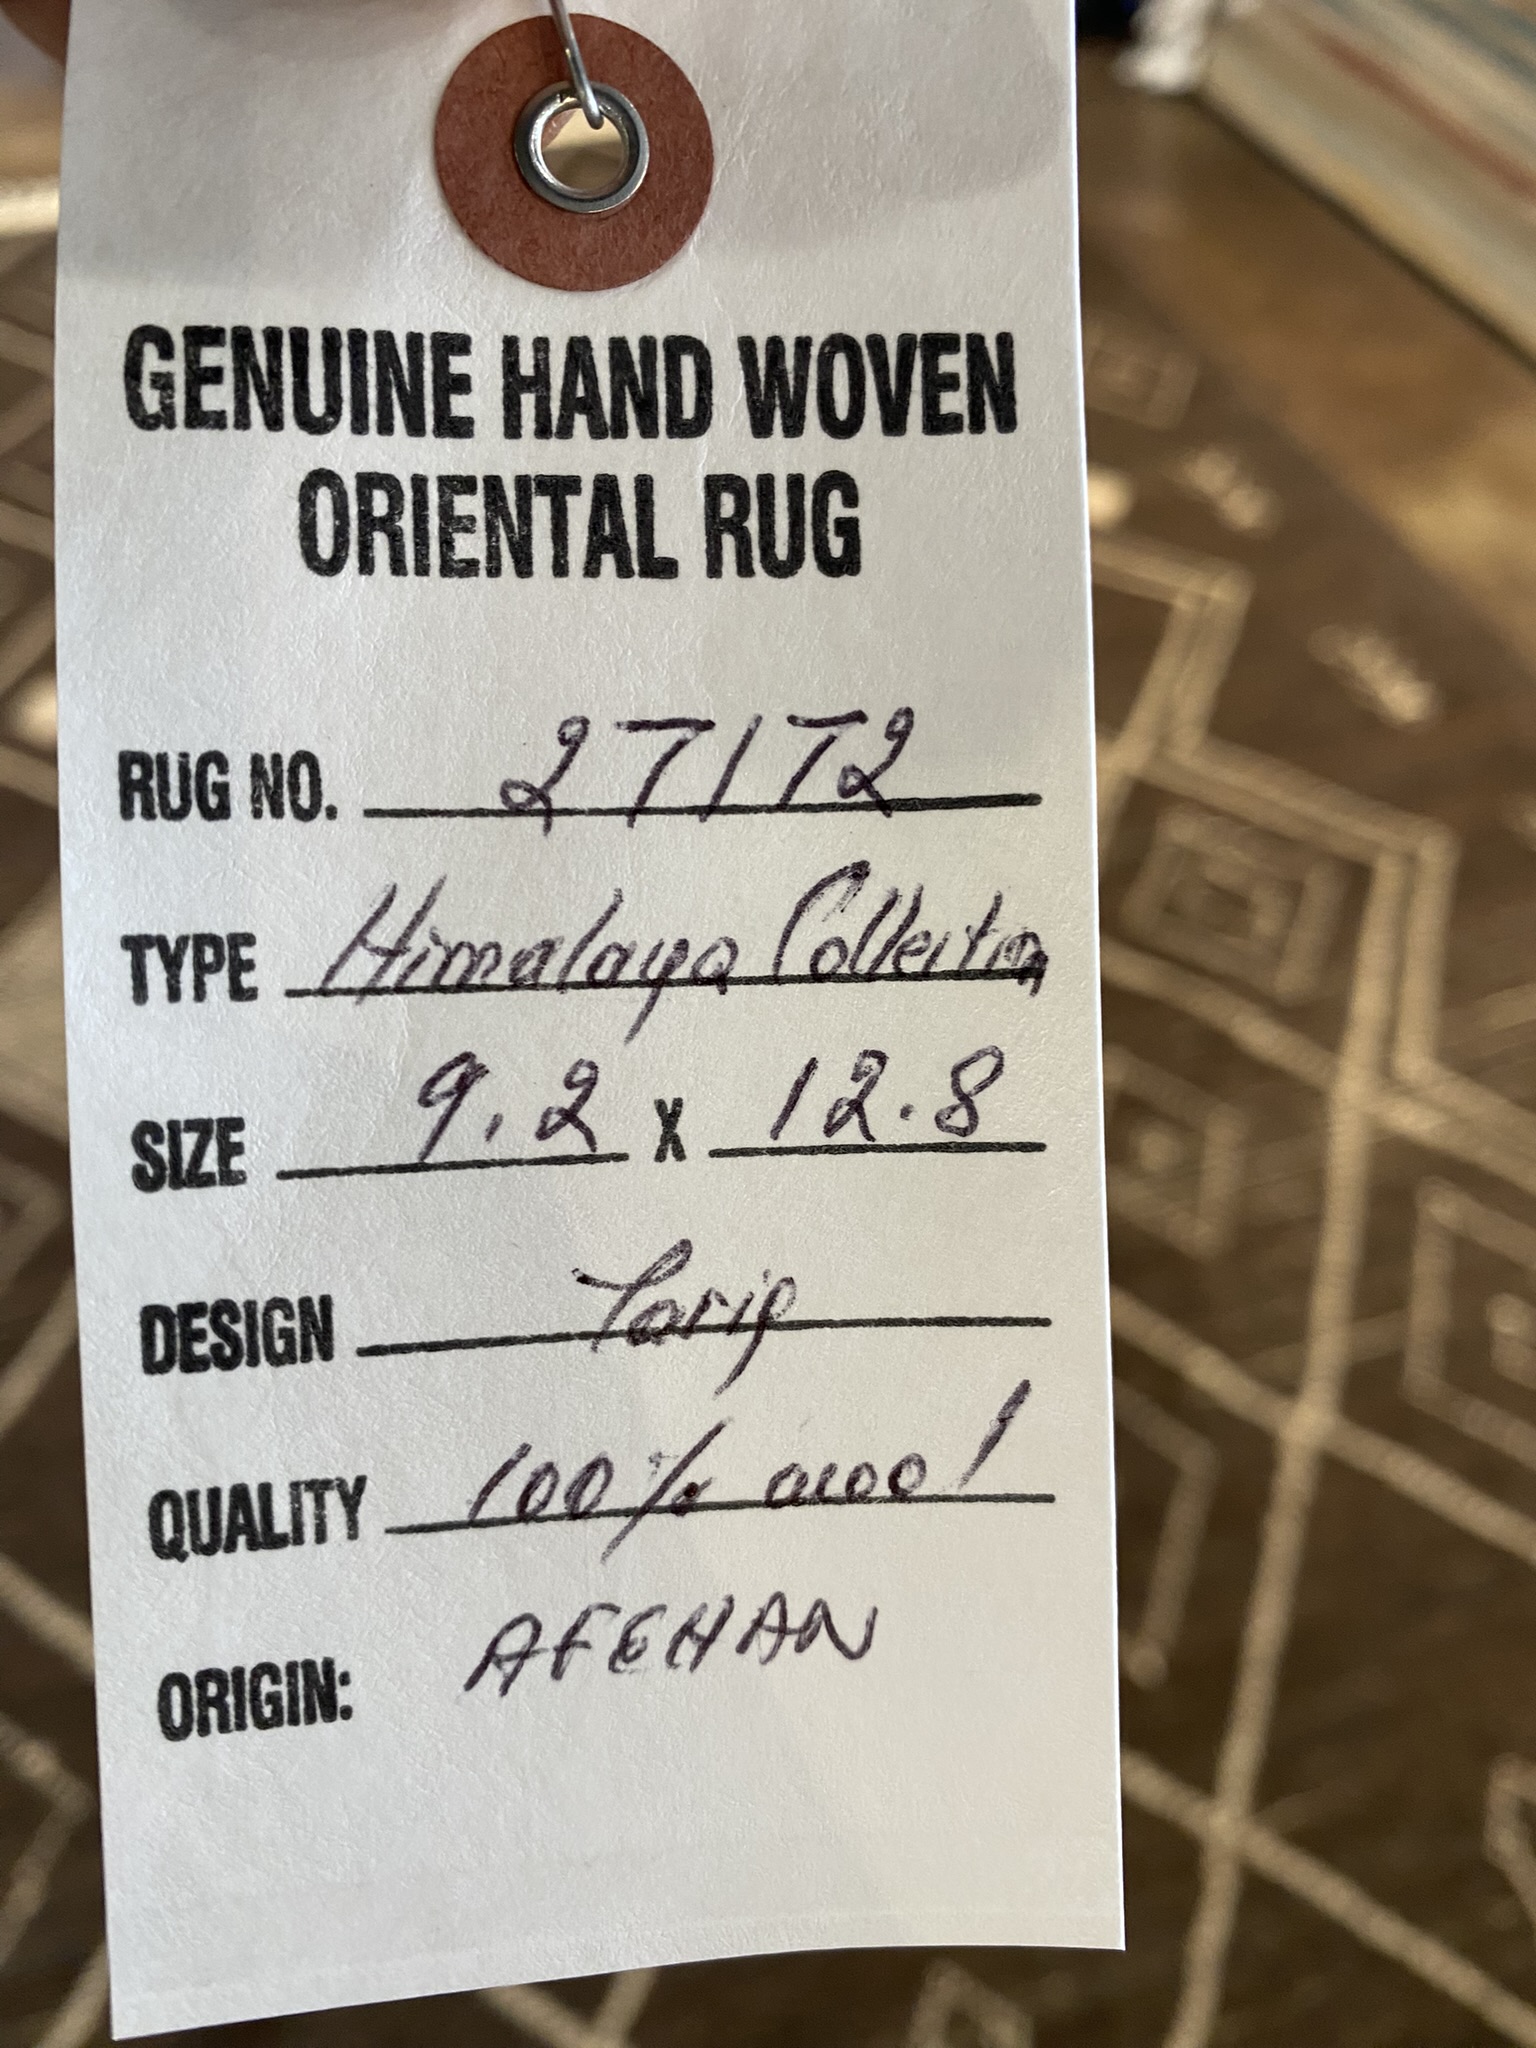 GENUINE HAND WOVEN
ORIENTAL RUG
RUG NO. 27172
TYPE Himalaya Collection
SIZE 9.2 X 12.8
DESIGN Tariq
QUALITY 100% wool
ORIGIN: AFGHAN